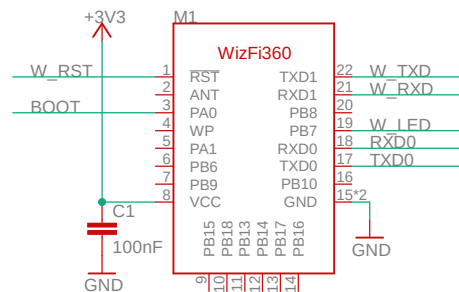 +3V3
M1
WizFi360
W_RST 1 RST TXD1 22 W_TXD
2 ANT RXD1 21 W_RXD
BOOT 3 PA0 PB8 20
4 WP PB7 19 W_LED
5 PA1 RXD0 18 RXD0
6 PB6 TXD0 17 TXD0
7 PB9 PB10 16
8 VCC GND 15*2
C1
100nF
GND
GND
PB15 PB18 PB13 PB14 PB17 PB16
9 10 11 12 13 14